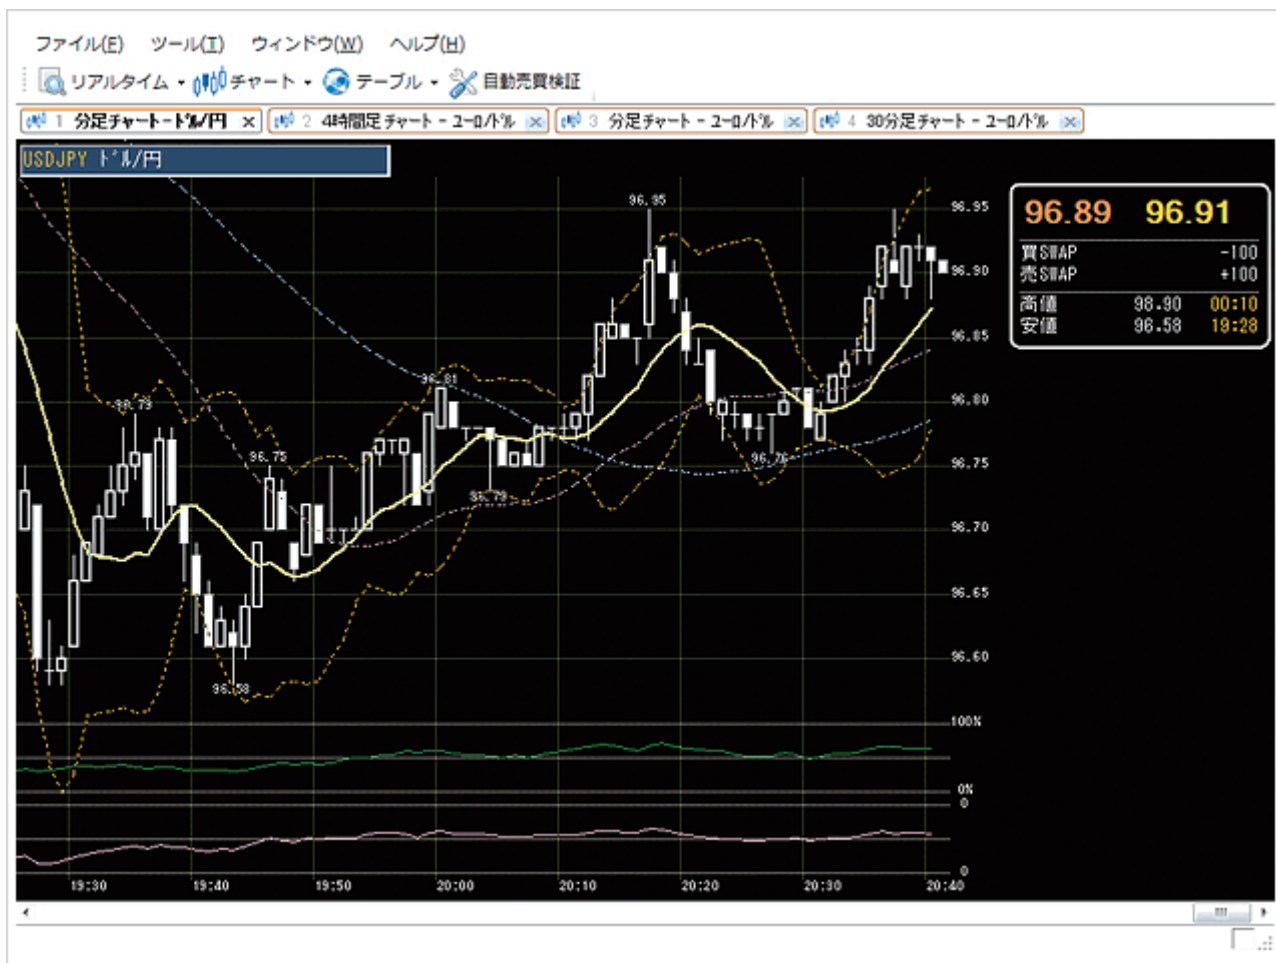 ファイル(E) ツール(T) ウィンドウ(W) ヘルプ(H)
リアルタイム チャート テーブル 自動売買検証
1 分足チャート-ドル/円 2 4時間足チャート - ユーロ/ドル 3 分足チャート - ユーロ/ドル 4 30分足チャート - ユーロ/ドル
USDJPY ドル/円
96.89 96.91
買SWAP -100
売SWAP +100
高値 98.90 00:10
安値 96.58 19:28
96.95
96.95
96.90
96.85
96.81
96.80
96.79
96.75
96.76
96.75
96.73
96.70
96.65
96.60
96.58
100%
0%
0
0
19:30 19:40 19:50 20:00 20:10 20:20 20:30 20:40